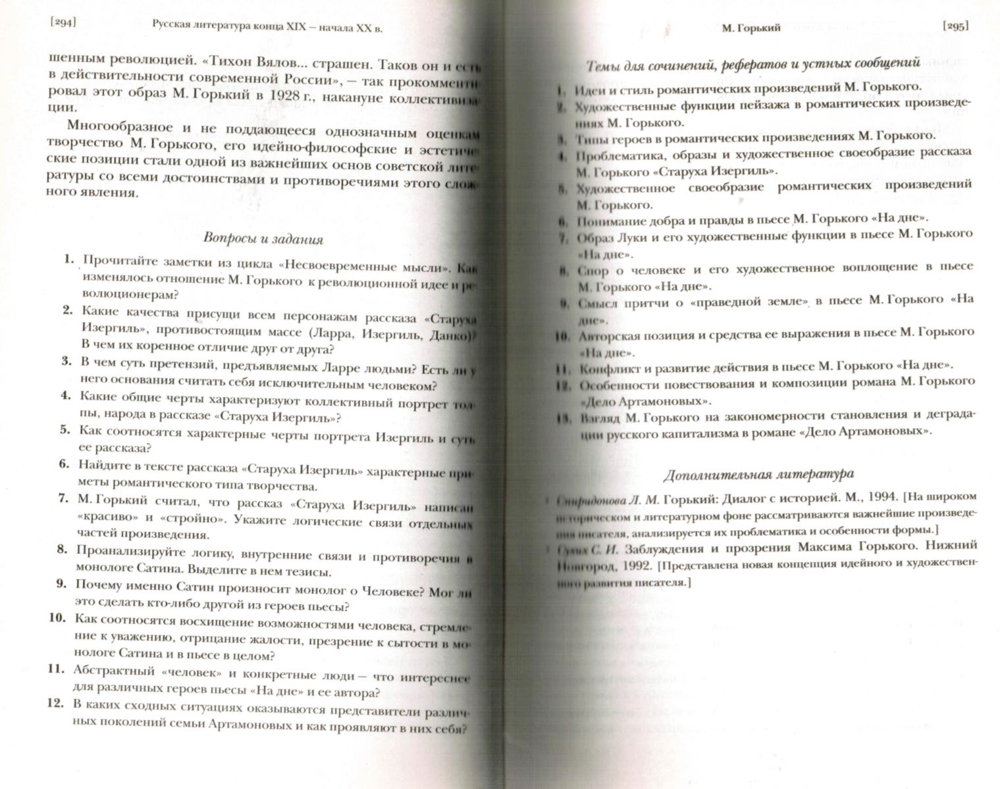 [294]
Русская литература конца XIX – начала XX в.
шенным революцией. «Тихон Вялов... страшен. Таков он и есть
в действительности современной России», – так прокомменти-
ровал этот образ М. Горький в 1928 г., накануне коллективиза-
ции.
Многообразное и не поддающееся однозначным оценкам
творчество М. Горького, его идейно-философские и эстетиче-
ские позиции стали одной из важнейших основ советской лите-
ратуры со всеми достоинствами и противоречиями этого слож-
ного явления.
Вопросы и задания
1. Прочитайте заметки из цикла «Несвоевременные мысли». Как
изменялось отношение М. Горького к революционной идее и ре-
волюционерам?
2. Какие качества присущи всем персонажам рассказа «Старуха
Изергиль», противостоящим массе (Ларра, Изергиль, Данко)?
В чем их коренное отличие друг от друга?
3. В чем суть претензий, предъявляемых Ларре людьми? Есть ли у
него основания считать себя исключительным человеком?
4. Какие общие черты характеризуют коллективный портрет тол-
пы, народа в рассказе «Старуха Изергиль»?
5. Как соотносятся характерные черты портрета Изергиль и суть
ее рассказа?
6. Найдите в тексте рассказа «Старуха Изергиль» характерные при-
меты романтического типа творчества.
7. М. Горький считал, что рассказ «Старуха Изергиль» написан
«красиво» и «стройно». Укажите логические связи отдельных
частей произведения.
8. Проанализируйте логику, внутренние связи и противоречия в
монологе Сатина. Выделите в нем тезисы.
9. Почему именно Сатин произносит монолог о Человеке? Мог ли
это сделать кто-либо другой из героев пьесы?
10. Как соотносятся восхищение возможностями человека, стремле-
ние к уважению, отрицание жалости, презрение к сытости в мо-
нологе Сатина и в пьесе в целом?
11. Абстрактный «человек» и конкретные люди – что интереснее
для различных героев пьесы «На дне» и ее автора?
12. В каких сходных ситуациях оказываются представители различ-
ных поколений семьи Артамоновых и как проявляют в них себя?
М. Горький
[295]
Темы для сочинений, рефератов и устных сообщений
1. Идеи и стиль романтических произведений М. Горького.
2. Художественные функции пейзажа в романтических произведе-
ниях М. Горького.
3. Типы героев в романтических произведениях М. Горького.
4. Проблематика, образы и художественное своеобразие рассказа
М. Горького «Старуха Изергиль».
5. Художественное своеобразие романтических произведений
М. Горького.
6. Понимание добра и правды в пьесе М. Горького «На дне».
7. Образ Луки и его художественные функции в пьесе М. Горького
«На дне».
8. Спор о человеке и его художественное воплощение в пьесе
М. Горького «На дне».
9. Смысл притчи о «праведной земле» в пьесе М. Горького «На
дне».
10. Авторская позиция и средства ее выражения в пьесе М. Горького
«На дне».
11. Конфликт и развитие действия в пьесе М. Горького «На дне».
12. Особенности повествования и композиции романа М. Горького
«Дело Артамоновых».
13. Взгляд М. Горького на закономерности становления и деграда-
ции русского капитализма в романе «Дело Артамоновых».
Дополнительная литература
Спиридонова Л. М. Горький: Диалог с историей. М., 1994. [На широком
историческом и литературном фоне рассматриваются важнейшие произведе-
ния писателя, анализируется их проблематика и особенности формы.]
Сухих С. И. Заблуждения и прозрения Максима Горького. Нижний
Новгород, 1992. [Представлена новая концепция идейного и художествен-
ного развития писателя.]